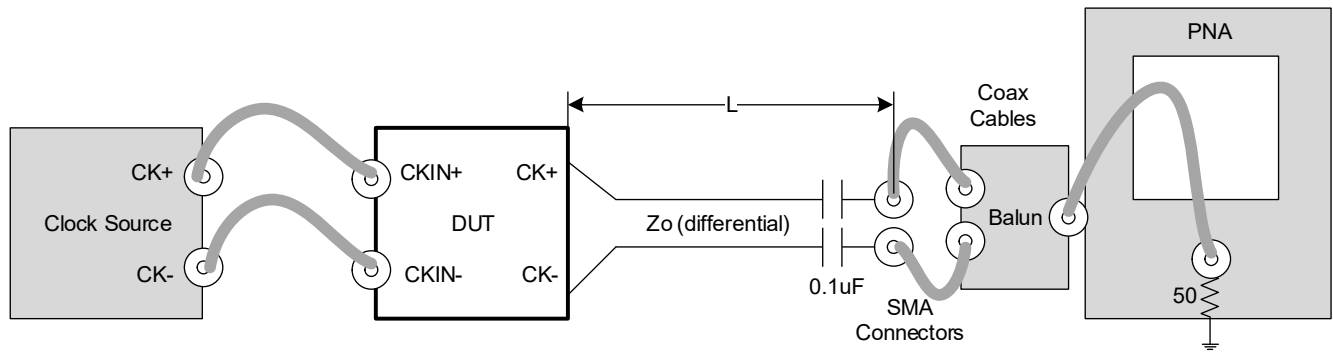 PNA
L
Coax
Cables
CK+
CKIN+
CK+
Clock Source
DUT
Zo (differential)
Balun
CK-
CKIN-
CK-
0.1uF
SMA
Connectors
50